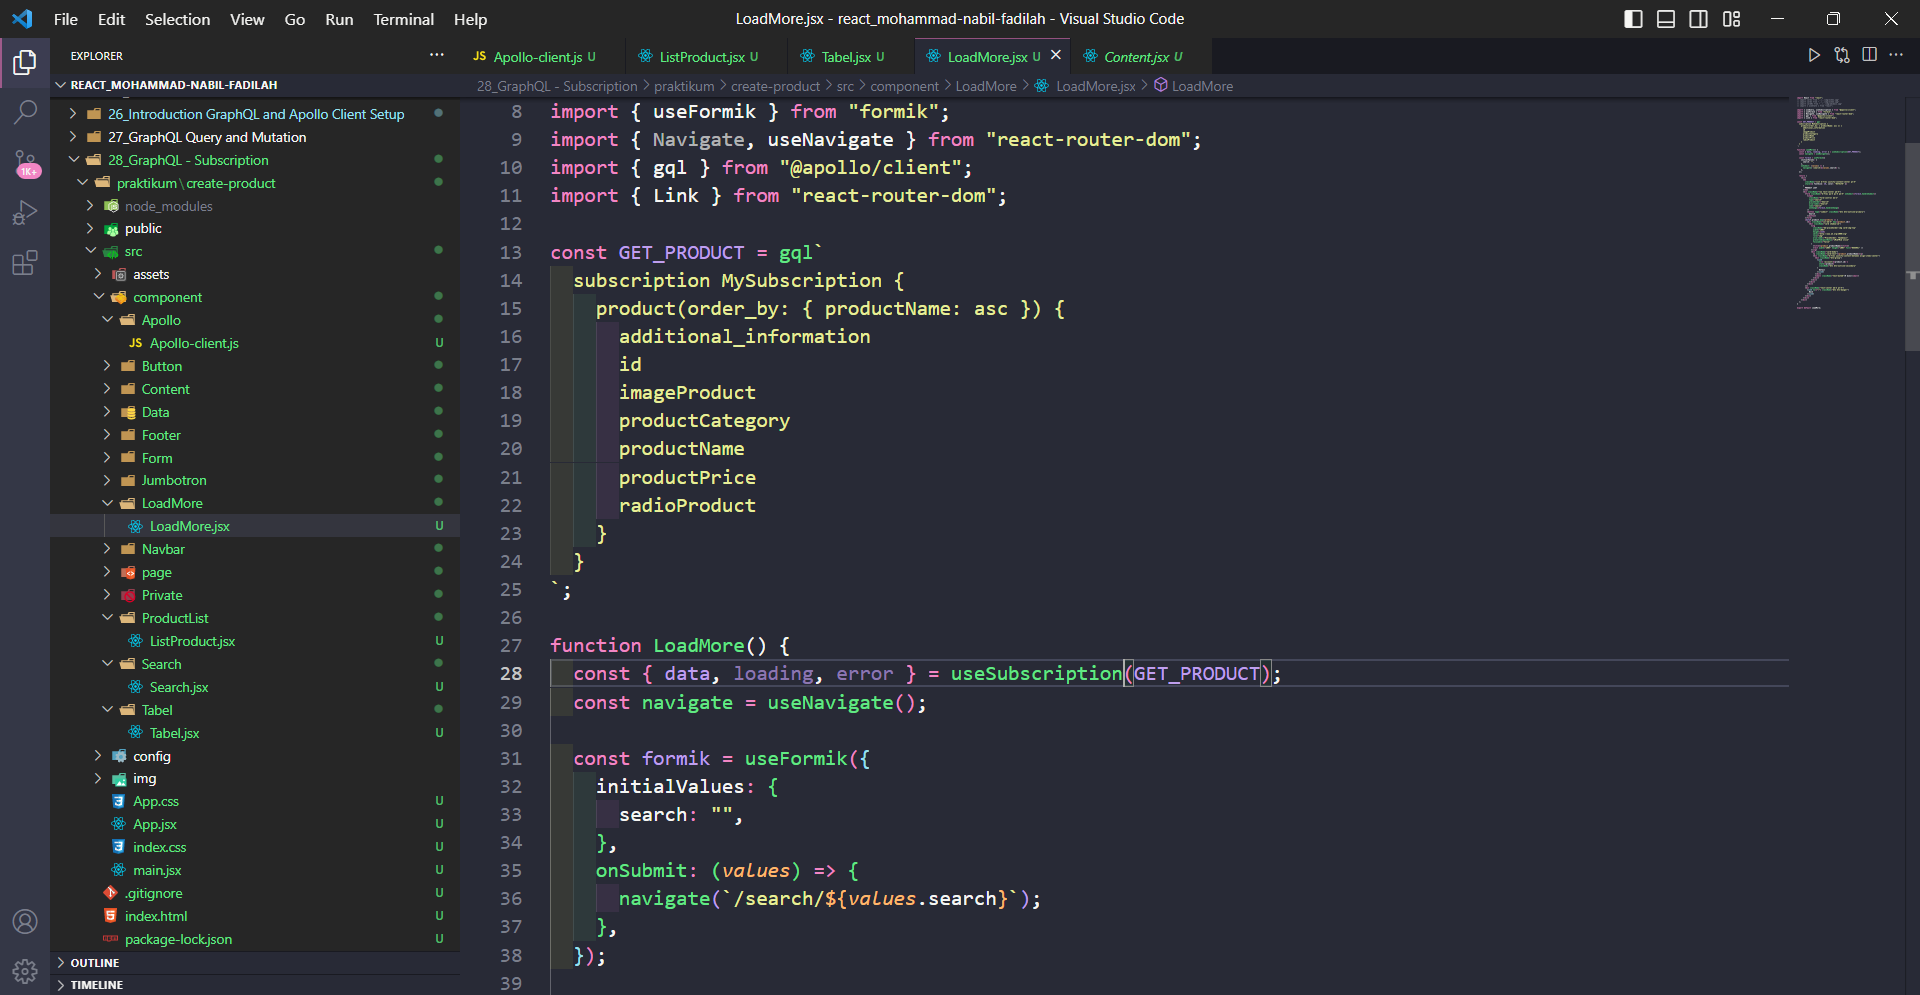 File Edit Selection View Go Run Terminal Help
LoadMore.jsx - react_mohammad-nabil-fadilah - Visual Studio Code
EXPLORER
JS Apollo-client.js U
ListProduct.jsx U
Tabel.jsx U
LoadMore.jsx U
Content.jsx U
28_GraphQL - Subscription > praktikum > create-product > src > component > LoadMore > LoadMore.jsx > LoadMore
1K+
REACT_MOHAMMAD-NABIL-FADILAH
26_Introduction GraphQL and Apollo Client Setup
27_GraphQL Query and Mutation
28_GraphQL - Subscription
praktikum\create-product
node_modules
public
src
assets
component
Apollo
JS Apollo-client.js U
Button
Content
Data
Footer
Form
Jumbotron
LoadMore
LoadMore.jsx U
Navbar
page
Private
ProductList
ListProduct.jsx U
Search
Search.jsx U
Tabel
Tabel.jsx U
config
img
App.css U
App.jsx U
index.css U
main.jsx U
.gitignore U
index.html U
package-lock.json U
OUTLINE
TIMELINE
8 import { useFormik } from "formik";
9 import { Navigate, useNavigate } from "react-router-dom";
10 import { gql } from "@apollo/client";
11 import { Link } from "react-router-dom";
12
13 const GET_PRODUCT = gql`
14 subscription MySubscription {
15 product(order_by: { productName: asc }) {
16 additional_information
17 id
18 imageProduct
19 productCategory
20 productName
21 productPrice
22 radioProduct
23 }
24 }
25 `;
26
27 function LoadMore() {
28 const { data, loading, error } = useSubscription(GET_PRODUCT);
29 const navigate = useNavigate();
30
31 const formik = useFormik({
32 initialValues: {
33 search: "",
34 },
35 onSubmit: (values) => {
36 navigate(`/search/${values.search}`);
37 },
38 });
39